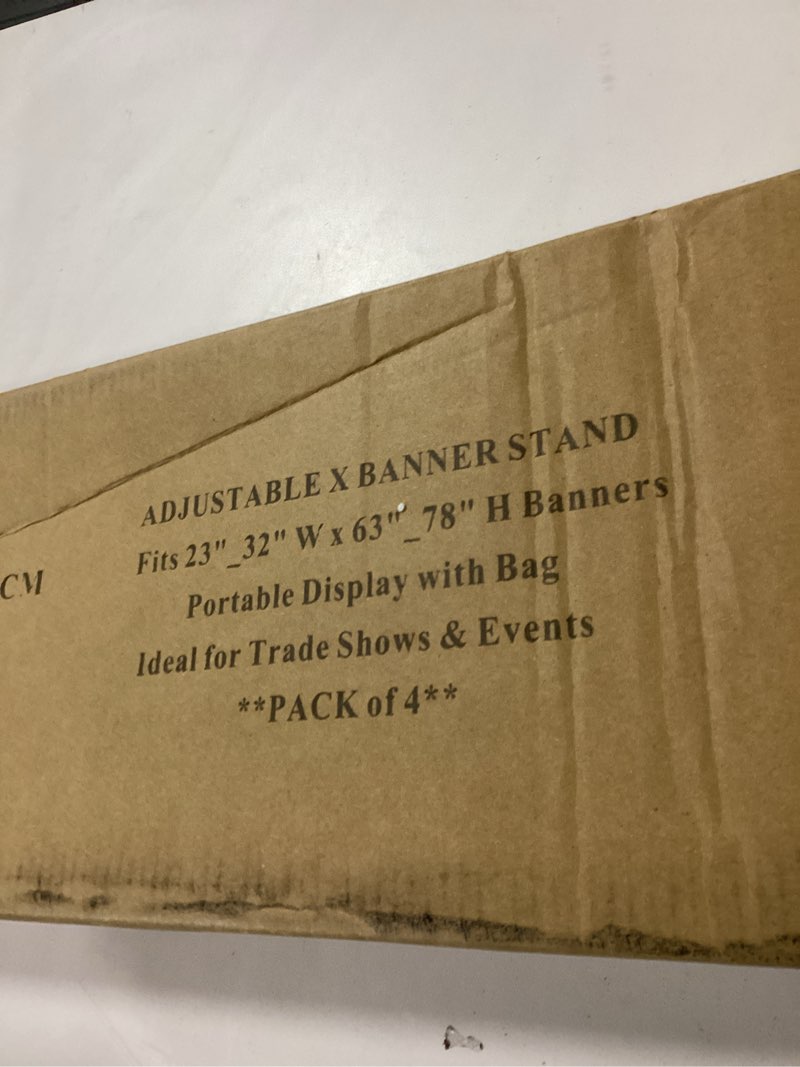 ADJUSTABLE X BANNER STAND
Fits 23"_32" W x 63"_78" H Banners
CM
Portable Display with Bag
Ideal for Trade Shows & Events
**PACK of 4**